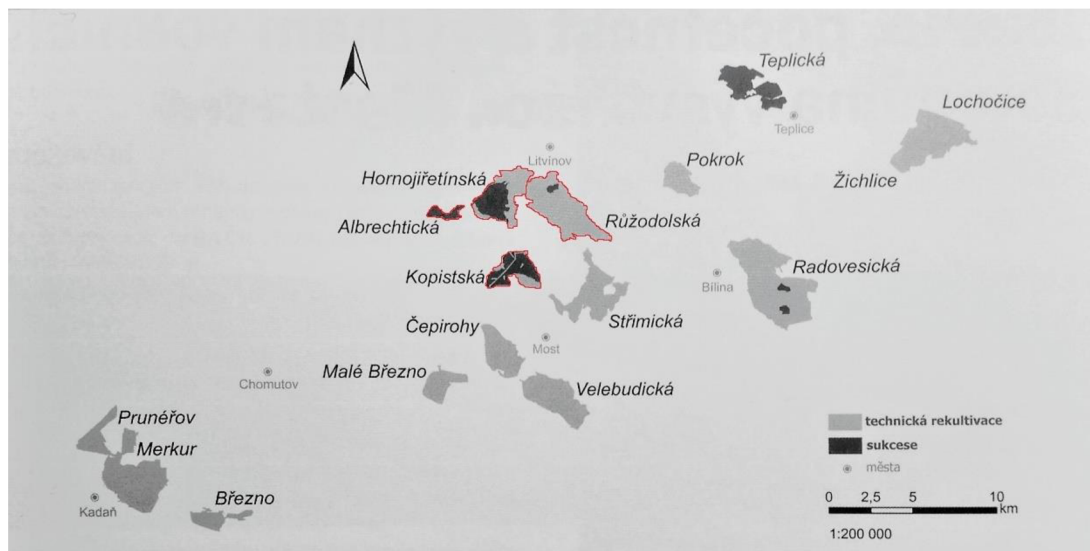 Teplická
Teplice
Lochočice
Litvínov
Pokrok
Hornojiřetínská
Žichlice
Albrechtická
Růžodolská
Kopistská
Radovesická
Bílina
Střimická
Čepirohy
Most
Malé Březno
Chomutov
Velebudická
Prunéřov
Merkur
Kadaň
Březno
technická rekultivace
sukcese
města
0 2,5 5 10
km
1:200 000